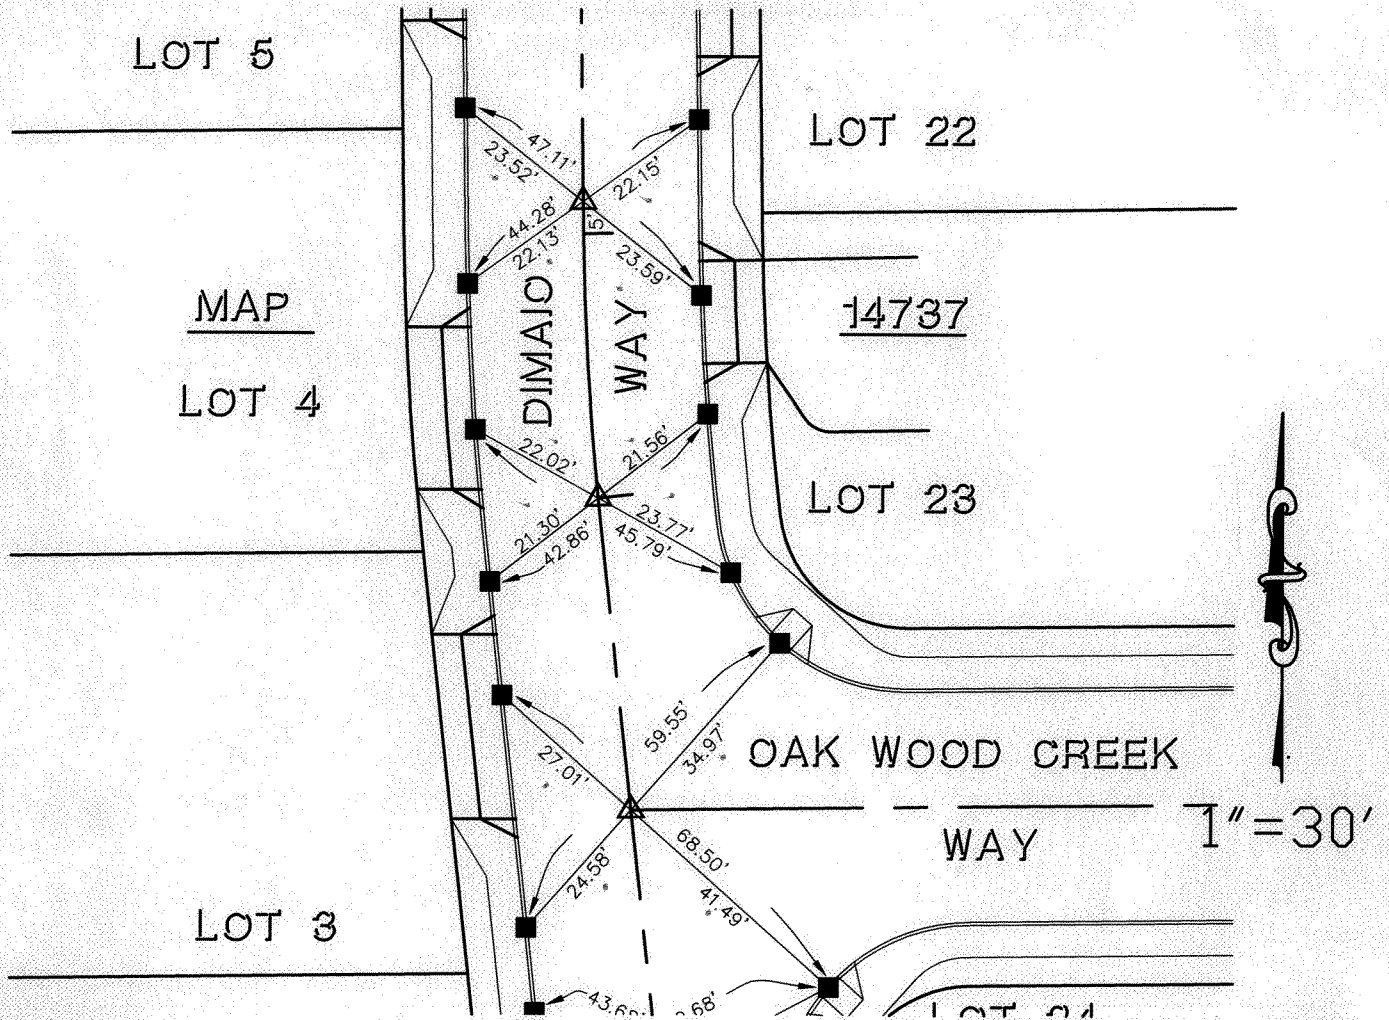 LOT 5
LOT 22
47.11'
23.52'
22.15'
44.28'
22.13'
5'
23.59'
MAP
14737
DIMAIO
WAY
LOT 4
22.02'
21.56'
LOT 23
21.30'
42.86'
23.77'
45.79'
59.55'
34.97'
27.01'
OAK WOOD CREEK
WAY
1"=30'
68.50'
24.58'
41.49'
LOT 3